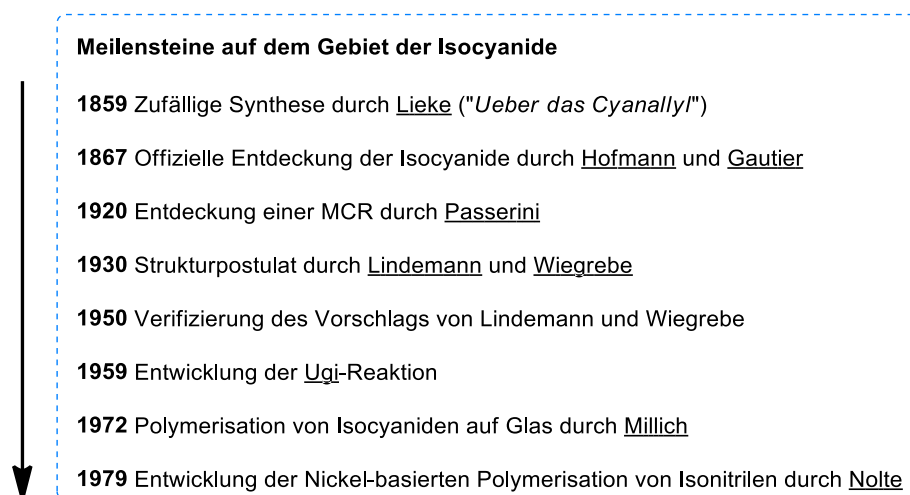 Meilensteine auf dem Gebiet der Isocyanide
1859 Zufällige Synthese durch Lieke ("Ueber das Cyanallyl")
1867 Offizielle Entdeckung der Isocyanide durch Hofmann und Gautier
1920 Entdeckung einer MCR durch Passerini
1930 Strukturpostulat durch Lindemann und Wiegrebe
1950 Verifizierung des Vorschlags von Lindemann und Wiegrebe
1959 Entwicklung der Ugi-Reaktion
1972 Polymerisation von Isocyaniden auf Glas durch Millich
1979 Entwicklung der Nickel-basierten Polymerisation von Isonitrilen durch Nolte